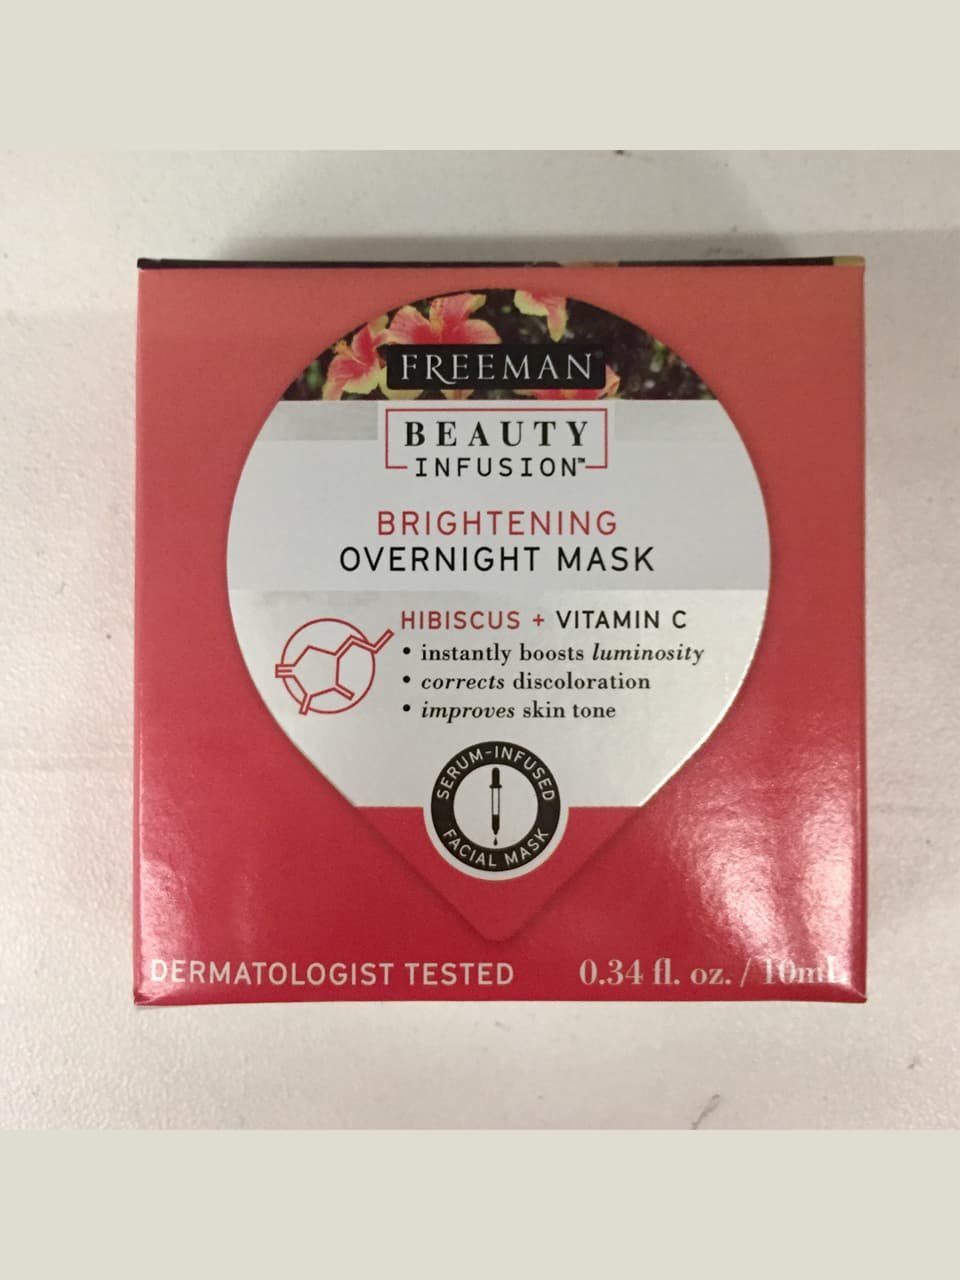 FREEMAN
BEAUTY
INFUSION™
BRIGHTENING
OVERNIGHT MASK
HIBISCUS + VITAMIN C
• instantly boosts luminosity
• corrects discoloration
• improves skin tone
SERUM-INFUSED
FACIAL MASK
DERMATOLOGIST TESTED
0.34 fl. oz. / 10mL